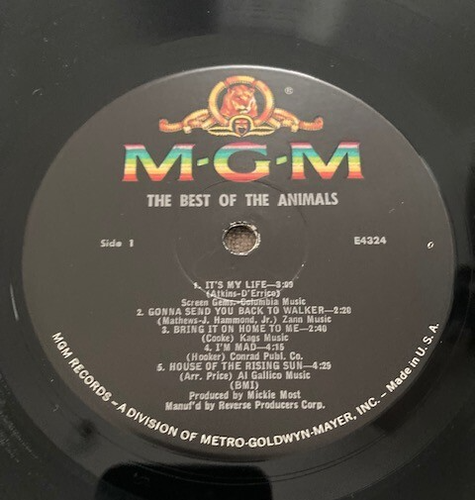 ®
M-G-M
THE BEST OF THE ANIMALS
Side 1
E4324
1. IT'S MY LIFE—3:09
(Atkins-D'Errico)
Screen Gems-Columbia Music
2. GONNA SEND YOU BACK TO WALKER—2:20
(Mathews-J. Hammond, Jr.) Zann Music
3. BRING IT ON HOME TO ME—2:40
(Cooke) Kags Music
4. I'M MAD—4:15
(Hooker) Conrad Publ. Co.
5. HOUSE OF THE RISING SUN—4:29
(Arr. Price) Al Gallico Music
(BMI)
Produced by Mickie Most
Manuf'd by Reverse Producers Corp.
MGM RECORDS—A DIVISION OF METRO-GOLDWYN-MAYER, INC. – Made in U. S. A.